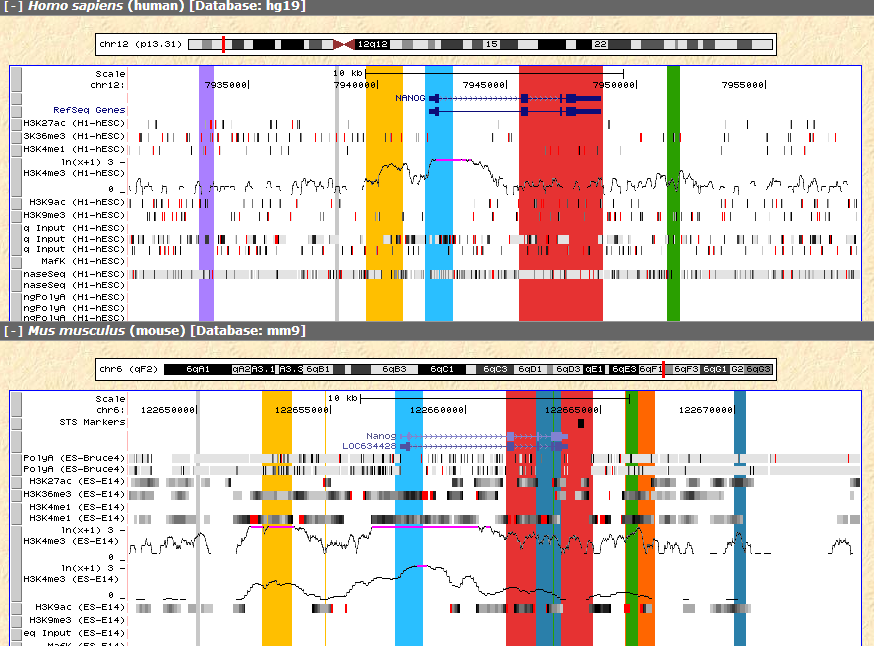 [-] Homo sapiens (human) [Database: hg19]
chr12 (p13.31) 12q12 15 22
Scale 10 kb
chr12: 7935000 7940000 7945000 7950000 7955000
NANOG
RefSeq Genes
H3K27ac (H1-hESC)
3K36me3 (H1-hESC)
H3K4me1 (H1-hESC)
ln(x+1) 3
H3K4me3 (H1-hESC)
0
H3K9ac (H1-hESC)
H3K9me3 (H1-hESC)
q Input (H1-hESC)
q Input (H1-hESC)
q Input (H1-hESC)
MafK (H1-hESC)
naseSeq (H1-hESC)
naseSeq (H1-hESC)
ngPolyA (H1-hESC)
ngPolyA (H1-hESC)
ngPolyA (H1-hESC)
[-] Mus musculus (mouse) [Database: mm9]
chr6 (qF2) 6qA1 qA2 A3.1 A3.3 6qB1 6qB3 6qC1 6qC3 6qD1 6qD3 qE1 6qE3 6qF1 6qF3 6qG1 G2 6qG3
Scale 10 kb
chr6: 122650000 122655000 122660000 122665000 122670000
STS Markers
Nanog
LOC634428
PolyA (ES-Bruce4)
PolyA (ES-Bruce4)
H3K27ac (ES-E14)
H3K36me3 (ES-E14)
H3K4me1 (ES-E14)
H3K4me1 (ES-E14)
ln(x+1) 3
H3K4me3 (ES-E14)
0
ln(x+1) 3
H3K4me3 (ES-E14)
0
H3K9ac (ES-E14)
H3K9me3 (ES-E14)
eq Input (ES-E14)
MafK (ES-E14)